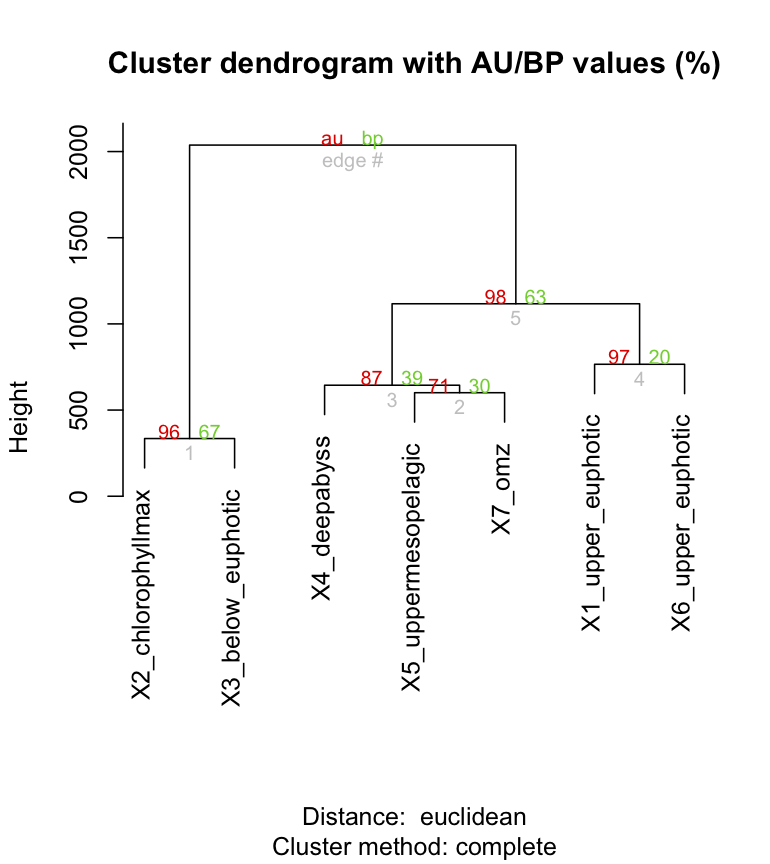 Cluster dendrogram with AU/BP values (%)
au bp
edge #
2000
1500
1000
500
0
Height
98 63
5
97 20
4
87 39
3
71 30
2
96 67
1
X2_chlorophyllmax
X3_below_euphotic
X4_deepabyss
X5_uppermesopelagic
X7_omz
X1_upper_euphotic
X6_upper_euphotic
Distance: euclidean
Cluster method: complete